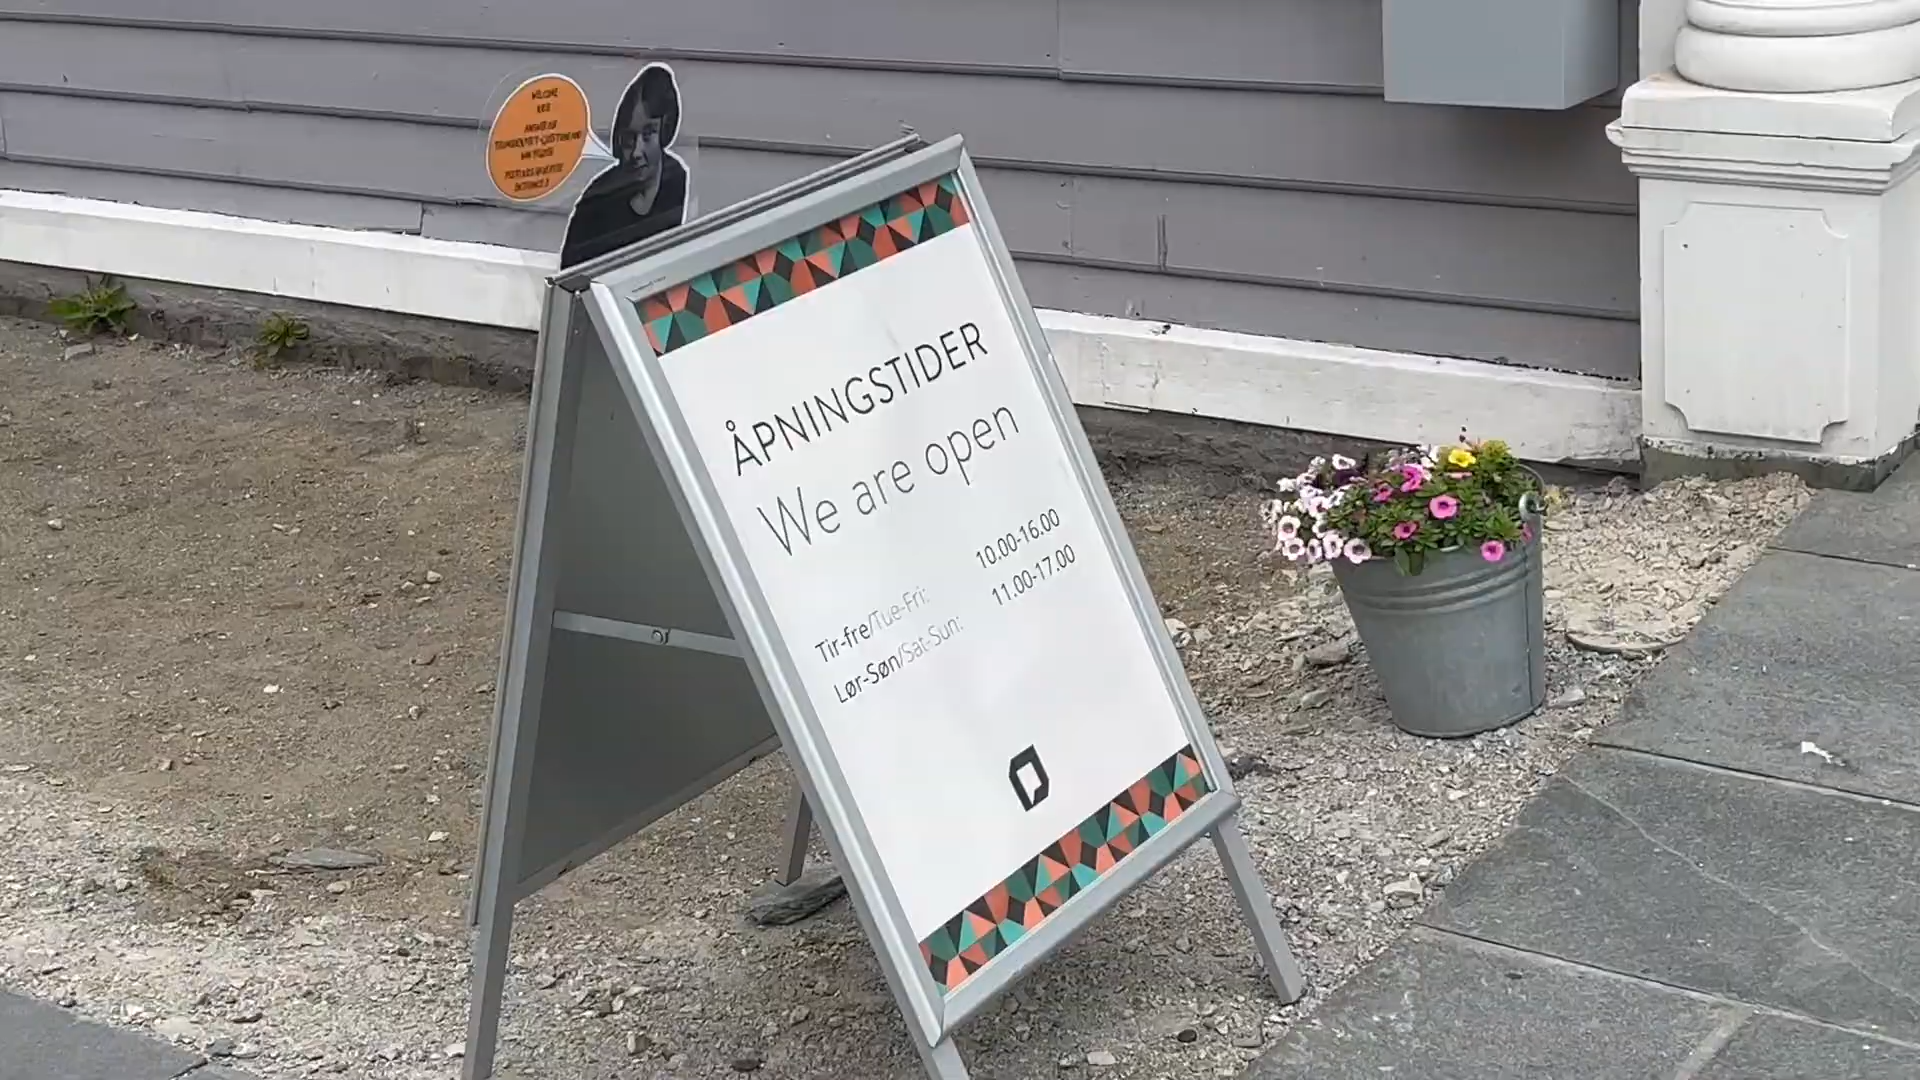 WELCOME
ÅPNINGSTIDER
We are open
Tir-fre/Tue-Fri: 10.00-16.00
Lør-Søn/Sat-Sun: 11.00-17.00